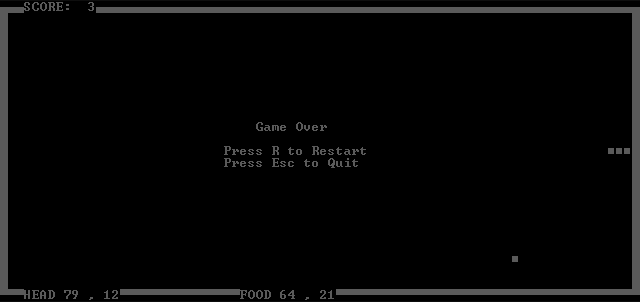 SCORE:  3
Game Over
Press R to Restart
Press Esc to Quit
HEAD 79 , 12
FOOD 64 , 21